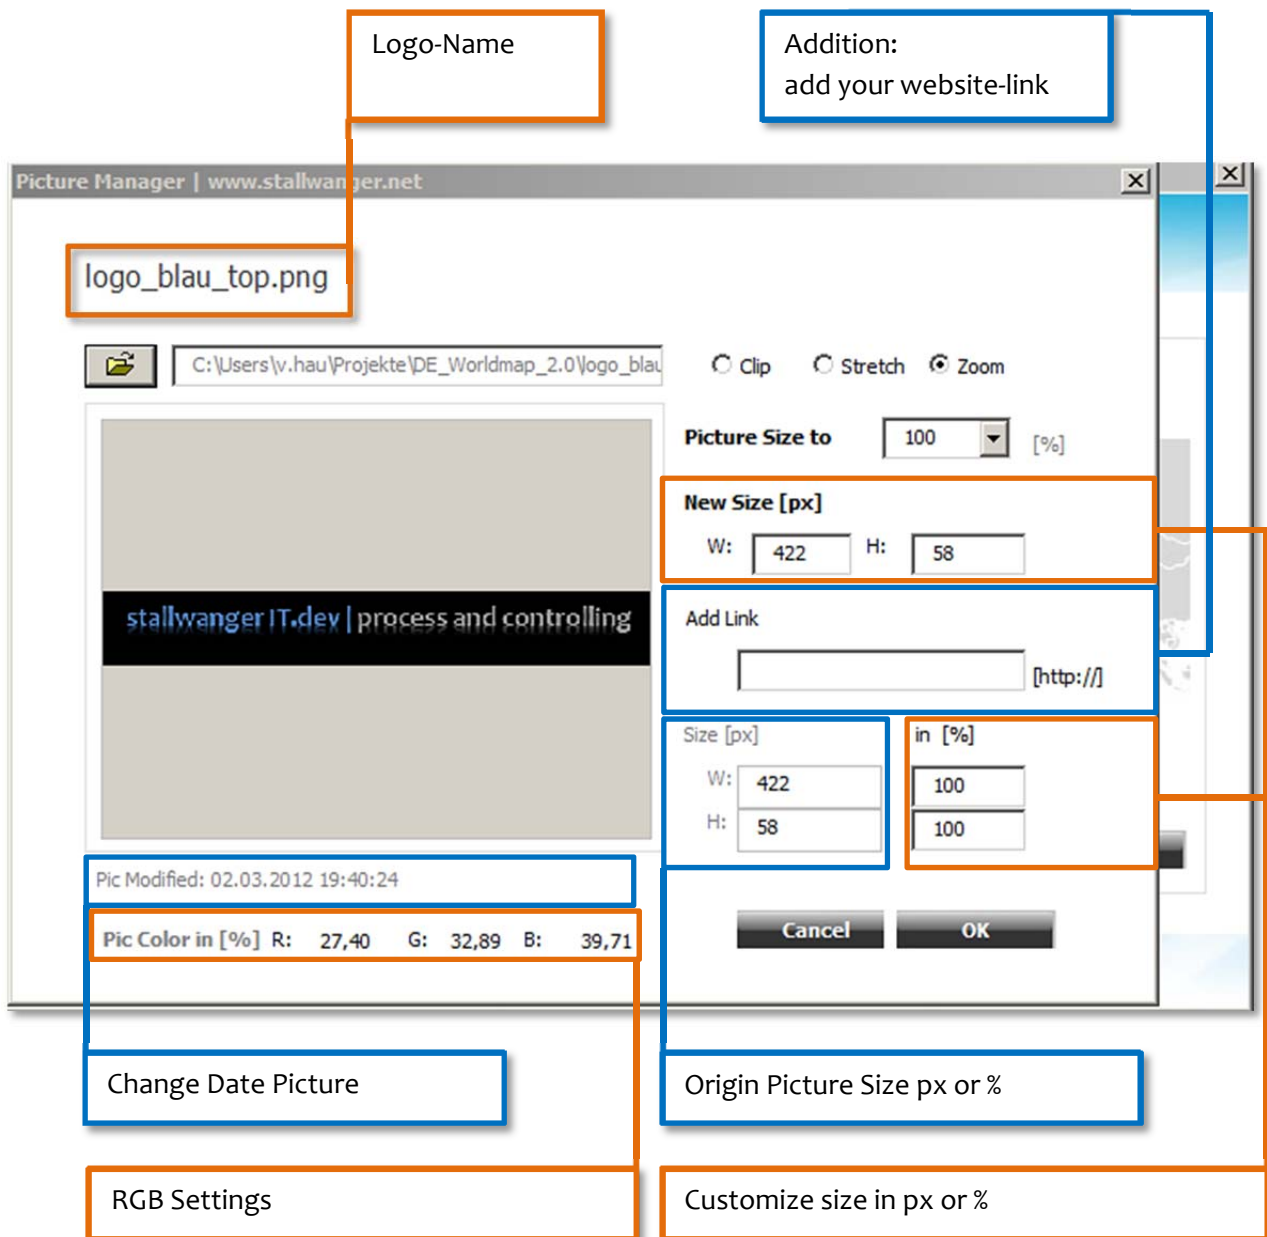 Logo-Name
Addition:
add your website-link
Picture Manager | www.stallwanger.net
logo_blau_top.png
C:\Users\v.hau\Projekte\DE_Worldmap_2.0\logo_blau
Clip Stretch Zoom
Picture Size to 100 [%]
New Size [px]
W: 422 H: 58
stallwanger IT.dev | process and controlling
Add Link
[http://]
Size [px] in [%]
W: 422 100
H: 58 100
Pic Modified: 02.03.2012 19:40:24
Pic Color in [%] R: 27,40 G: 32,89 B: 39,71
Cancel OK
Change Date Picture
Origin Picture Size px or %
RGB Settings
Customize size in px or %